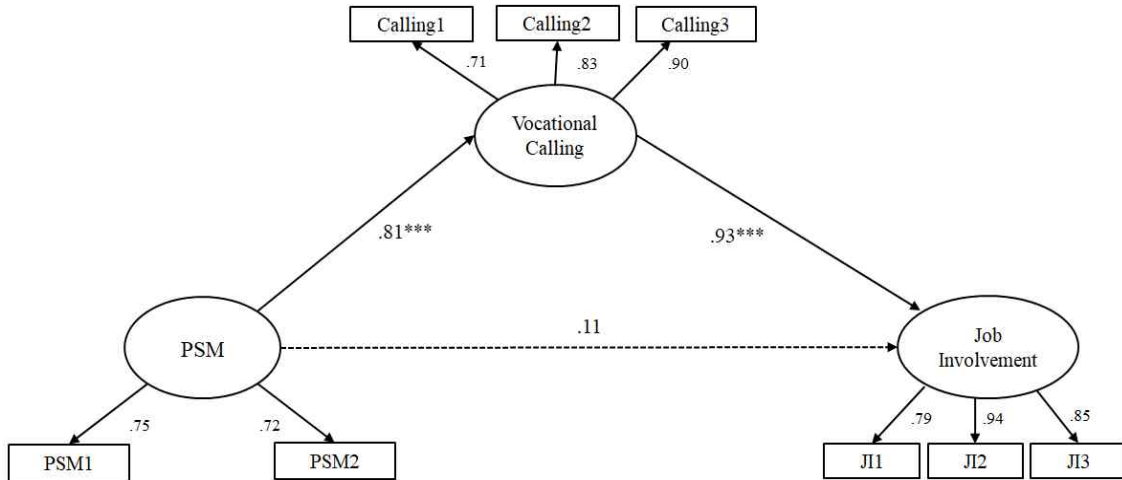 Calling1
Calling2
Calling3
.71
.83
.90
Vocational
Calling
.81***
.93***
.11
PSM
Job
Involvement
.75
.72
.79
.94
.85
PSM1
PSM2
JI1
JI2
JI3